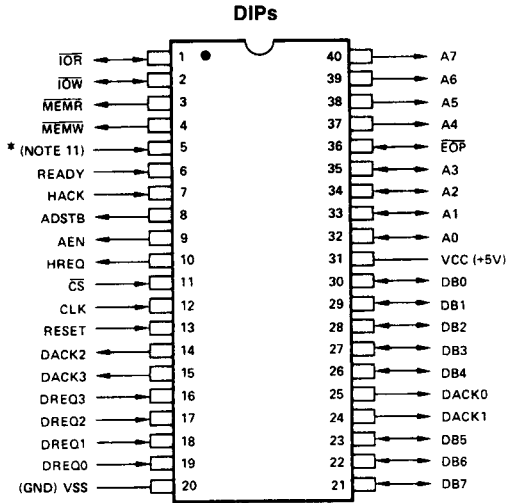 DIPs
IOR 1 40 A7
IOW 2 39 A6
MEMR 3 38 A5
MEMW 4 37 A4
* (NOTE 11) 5 36 EOP
READY 6 35 A3
HACK 7 34 A2
ADSTB 8 33 A1
AEN 9 32 A0
HREQ 10 31 VCC (+5V)
CS 11 30 DB0
CLK 12 29 DB1
RESET 13 28 DB2
DACK2 14 27 DB3
DACK3 15 26 DB4
DREQ3 16 25 DACK0
DREQ2 17 24 DACK1
DREQ1 18 23 DB5
DREQ0 19 22 DB6
(GND) VSS 20 21 DB7